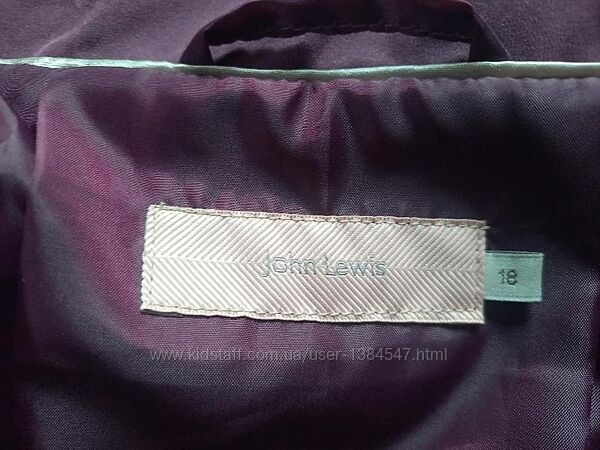 John Lewis
18
www.kidstaff.com.ua/user-1384547.html